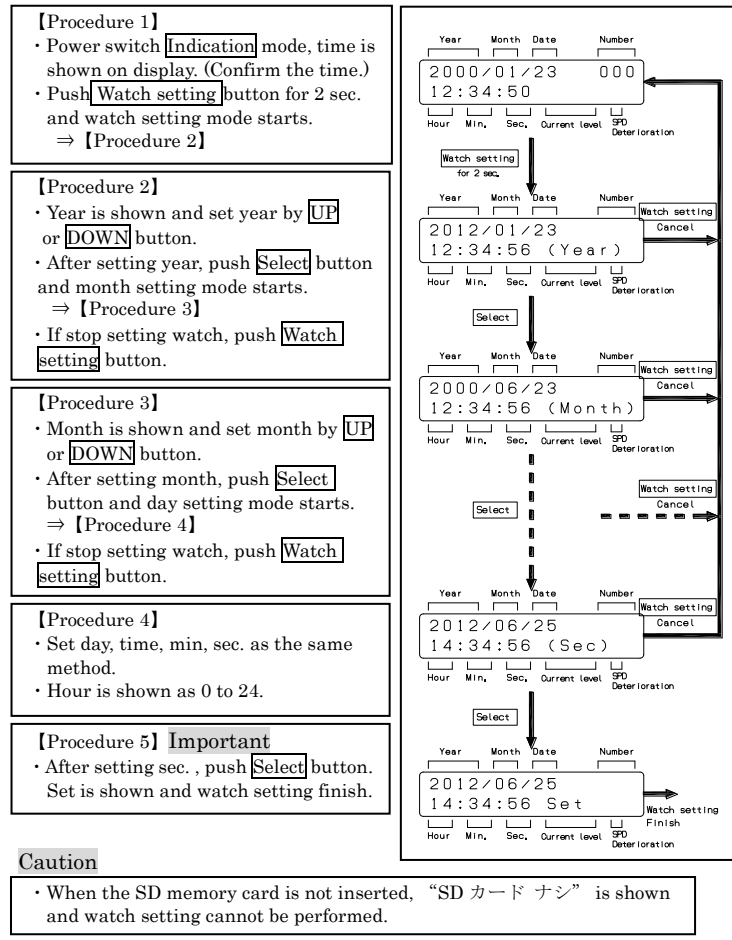 【Procedure 1】
・Power switch Indication mode, time is
shown on display. (Confirm the time.)
・Push Watch setting button for 2 sec.
and watch setting mode starts.
⇒【Procedure 2】
【Procedure 2】
・Year is shown and set year by UP
or DOWN button.
・After setting year, push Select button
and month setting mode starts.
⇒【Procedure 3】
・If stop setting watch, push Watch
setting button.
【Procedure 3】
・Month is shown and set month by UP
or DOWN button.
・After setting month, push Select
button and day setting mode starts.
⇒【Procedure 4】
・If stop setting watch, push Watch
setting button.
【Procedure 4】
・Set day, time, min, sec. as the same
method.
・Hour is shown as 0 to 24.
【Procedure 5】 Important
・After setting sec. , push Select button.
Set is shown and watch setting finish.
Year Month Date Number
2000/01/23 000
12:34:50
Hour Min. Sec. Current level SPD
Deterioration
Watch setting
for 2 sec.
Year Month Date Number
Watch setting
Cancel
2012/01/23
12:34:56 (Year)
Hour Min. Sec. Current level SPD
Deterioration
Select
Year Month Date Number
Watch setting
Cancel
2000/06/23
12:34:56 (Month)
Hour Min. Sec. Current level SPD
Deterioration
Watch setting
Cancel
Select
Year Month Date Number
Watch setting
Cancel
2012/06/25
14:34:56 (Sec)
Hour Min. Sec. Current level SPD
Deterioration
Select
Year Month Date Number
2012/06/25
14:34:56 Set
Watch setting
Finish
Hour Min. Sec. Current level SPD
Deterioration
Caution
・When the SD memory card is not inserted, “SD カード ナシ” is shown
and watch setting cannot be performed.